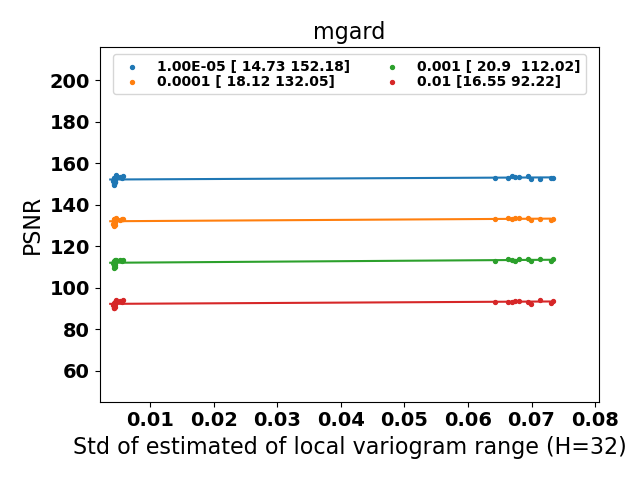 mgard
1.00E-05 [ 14.73 152.18]
0.0001 [ 18.12 132.05]
0.001 [ 20.9  112.02]
0.01 [16.55 92.22]
PSNR
200
180
160
140
120
100
80
60
0.01 0.02 0.03 0.04 0.05 0.06 0.07 0.08
Std of estimated of local variogram range (H=32)